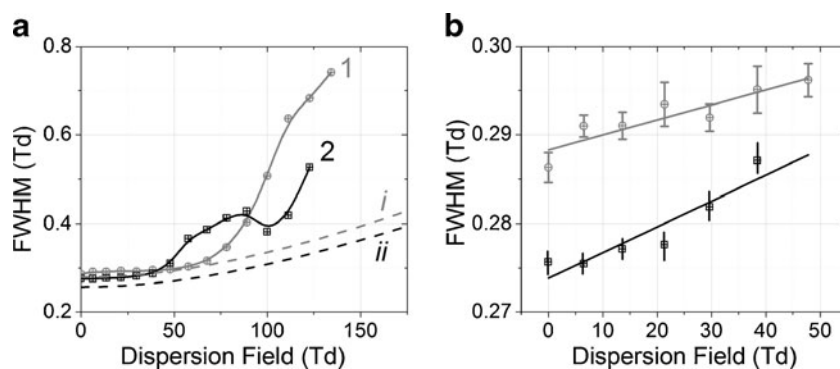 a
b
0.8
0.6
0.4
0.2
FWHM (Td)
1
2
i
ii
0 50 100 150
Dispersion Field (Td)
0.30
0.29
0.28
0.27
FWHM (Td)
0 10 20 30 40 50
Dispersion Field (Td)